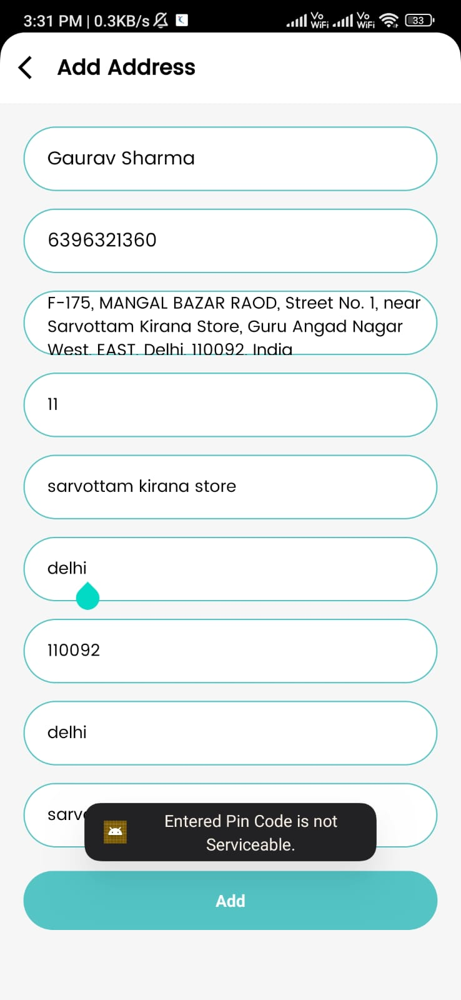 3:31 PM | 0.3KB/s
Vo WiFi Vo WiFi 33
Add Address
Gaurav Sharma
6396321360
F-175, MANGAL BAZAR RAOD, Street No. 1, near
Sarvottam Kirana Store, Guru Angad Nagar
West, EAST, Delhi, 110092, India
11
sarvottam kirana store
delhi
110092
delhi
Entered Pin Code is not
Serviceable.
Add